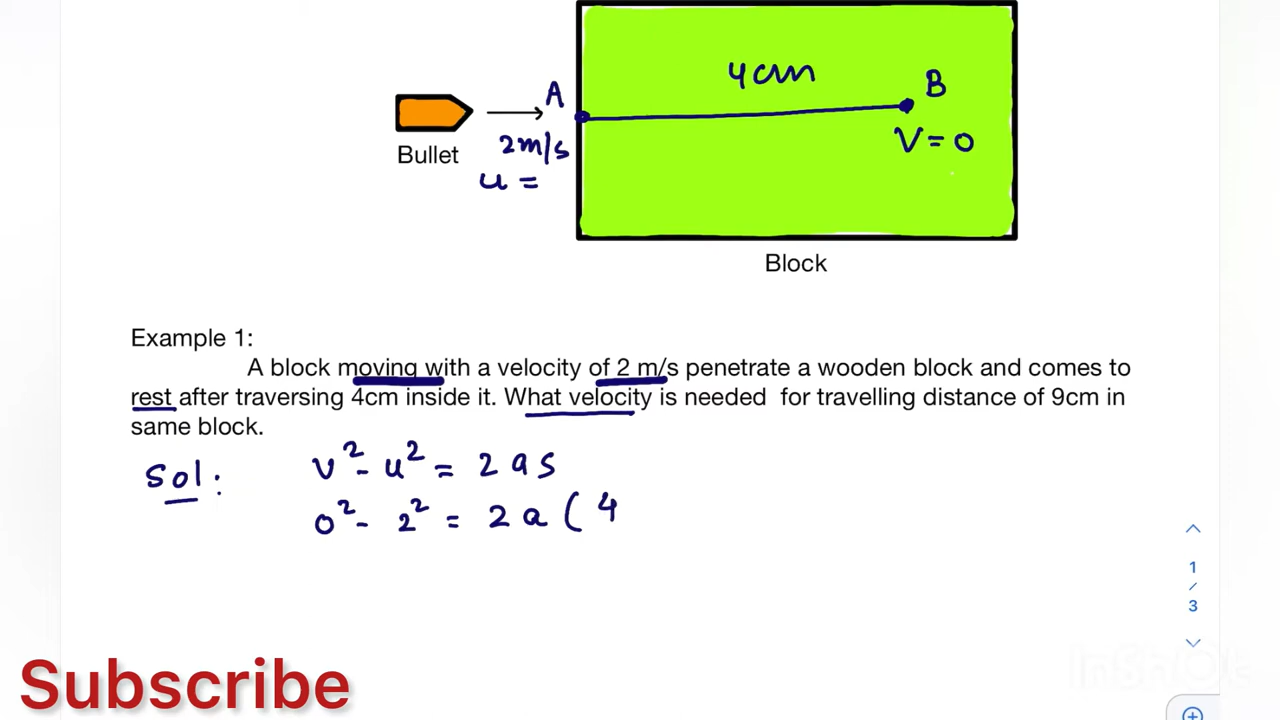 4cm
A
B
Bullet
2m/s
V = 0
u =
Block
Example 1:
A block moving with a velocity of 2 m/s penetrate a wooden block and comes to
rest after traversing 4cm inside it. What velocity is needed for travelling distance of 9cm in
same block.
Sol:
v² - u² = 2as
0² - 2² = 2a(4
1
/
3
InShOt
Subscribe